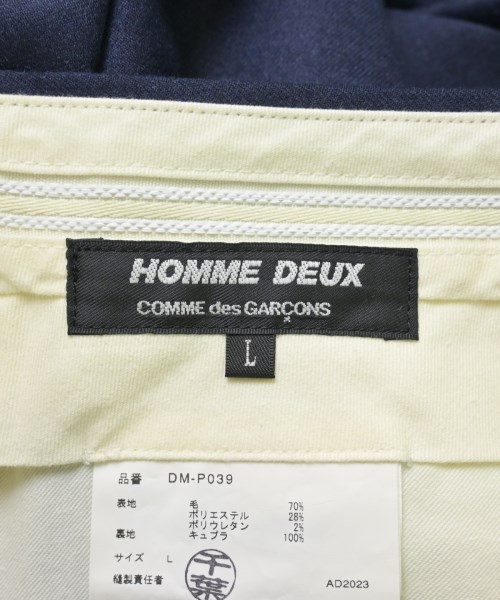 HOMME DEUX
COMME des GARÇONS
L
品番 DM-P039
表地 毛 70%
ポリエステル 28%
ポリウレタン 2%
裏地 キュプラ 100%
サイズ L
縫製責任者 千葉 AD2023